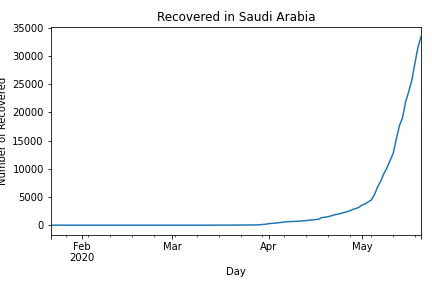 Recovered in Saudi Arabia
Number of Recovered
35000
30000
25000
20000
15000
10000
5000
0
Feb
2020
Mar
Apr
May
Day